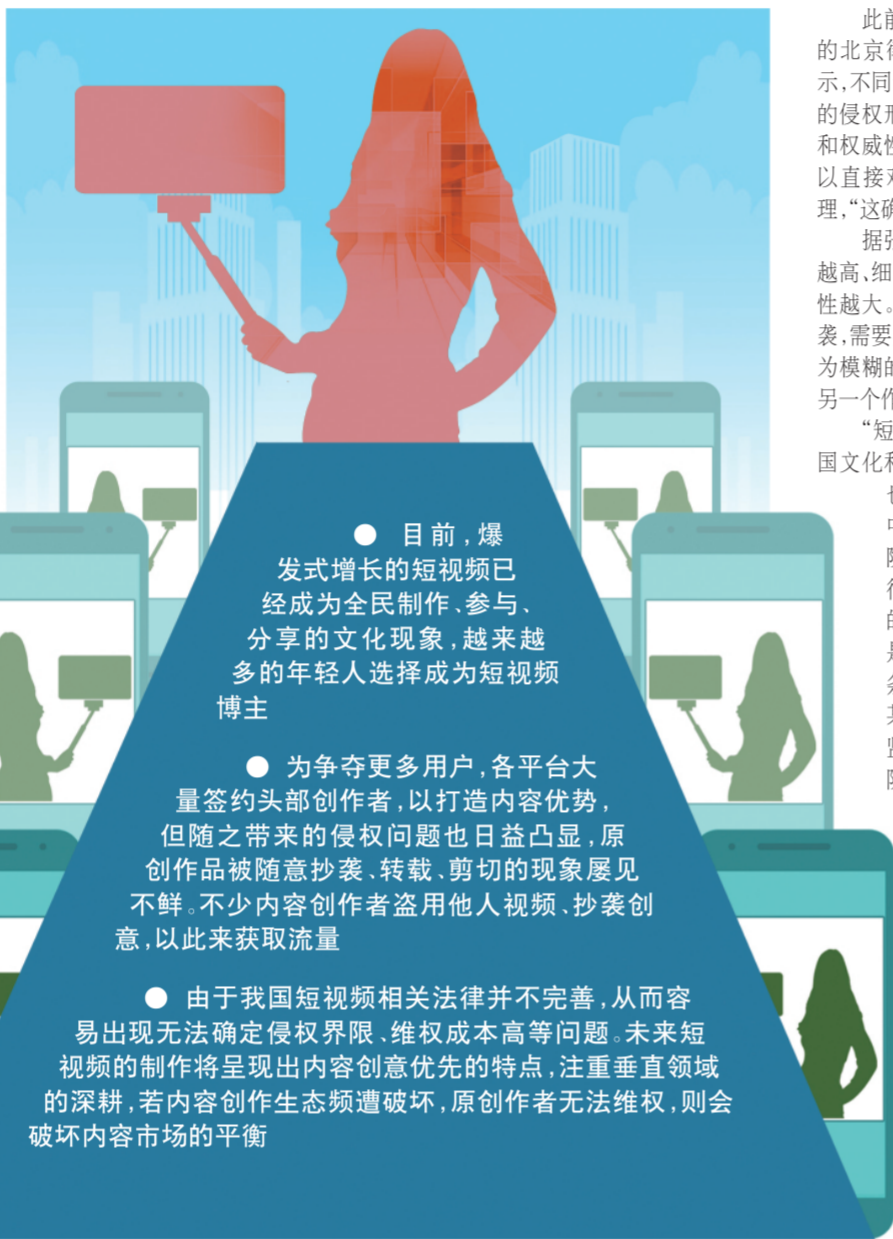 ● 目前,爆
发式增长的短视频已
经成为全民制作、参与、
分享的文化现象,越来越
多的年轻人选择成为短视频
博主
● 为争夺更多用户,各平台大
量签约头部创作者,以打造内容优势,
但随之带来的侵权问题也日益凸显,原
创作品被随意抄袭、转载、剪切的现象屡见
不鲜。不少内容创作者盗用他人视频、抄袭创
意,以此来获取流量
● 由于我国短视频相关法律并不完善,从而容
易出现无法确定侵权界限、维权成本高等问题。未来短
视频的制作将呈现出内容创意优先的特点,注重垂直领域
的深耕,若内容创作生态频遭破坏,原创作者无法维权,则会
破坏内容市场的平衡
此前
的北京律
示,不同
的侵权形
和权威性
以直接对
理,“这确
据张
越高、细
性越大。
袭,需要
为模糊的
另一个作
“短
国文化和